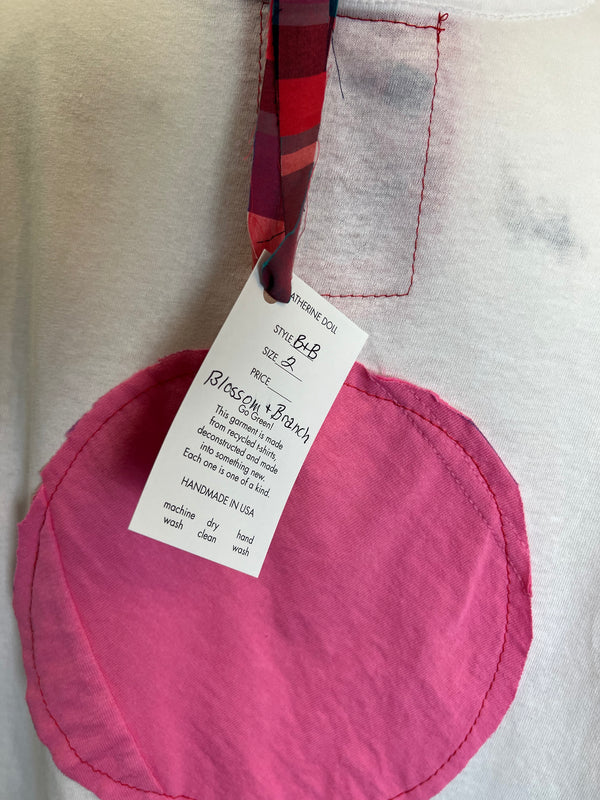 ATHERINE DOLL
STYLE B+B
SIZE 2
PRICE
Blossom + Branch
Go Green!
This garment is made
from recycled t-shirts,
deconstructed and made
into something new.
Each one is one of a kind.
HANDMADE IN USA
machine dry hand
wash clean wash